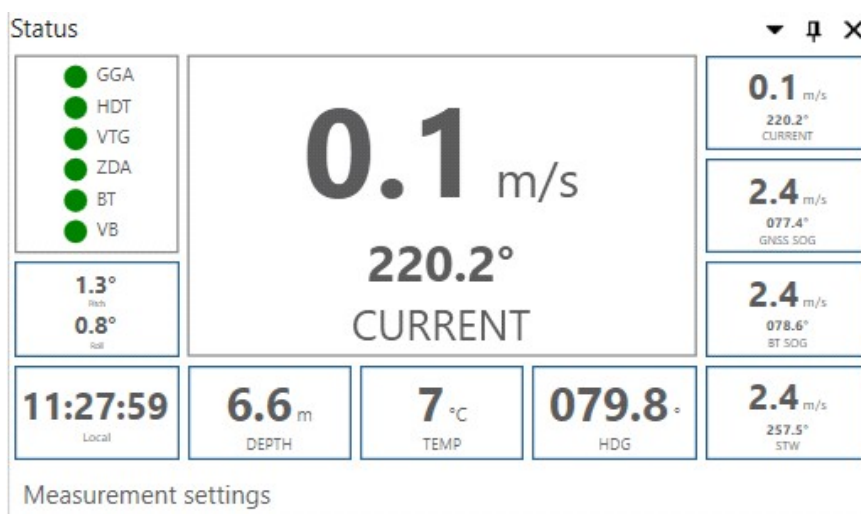 Status
GGA
HDT
VTG
ZDA
BT
VB
1.3°
Pitch
0.8°
Roll
0.1 m/s
220.2°
CURRENT
0.1 m/s
220.2°
CURRENT
2.4 m/s
077.4°
GNSS SOG
2.4 m/s
078.6°
BT SOG
11:27:59
Local
6.6 m
DEPTH
7 °C
TEMP
079.8 °
HDG
2.4 m/s
257.5°
STW
Measurement settings